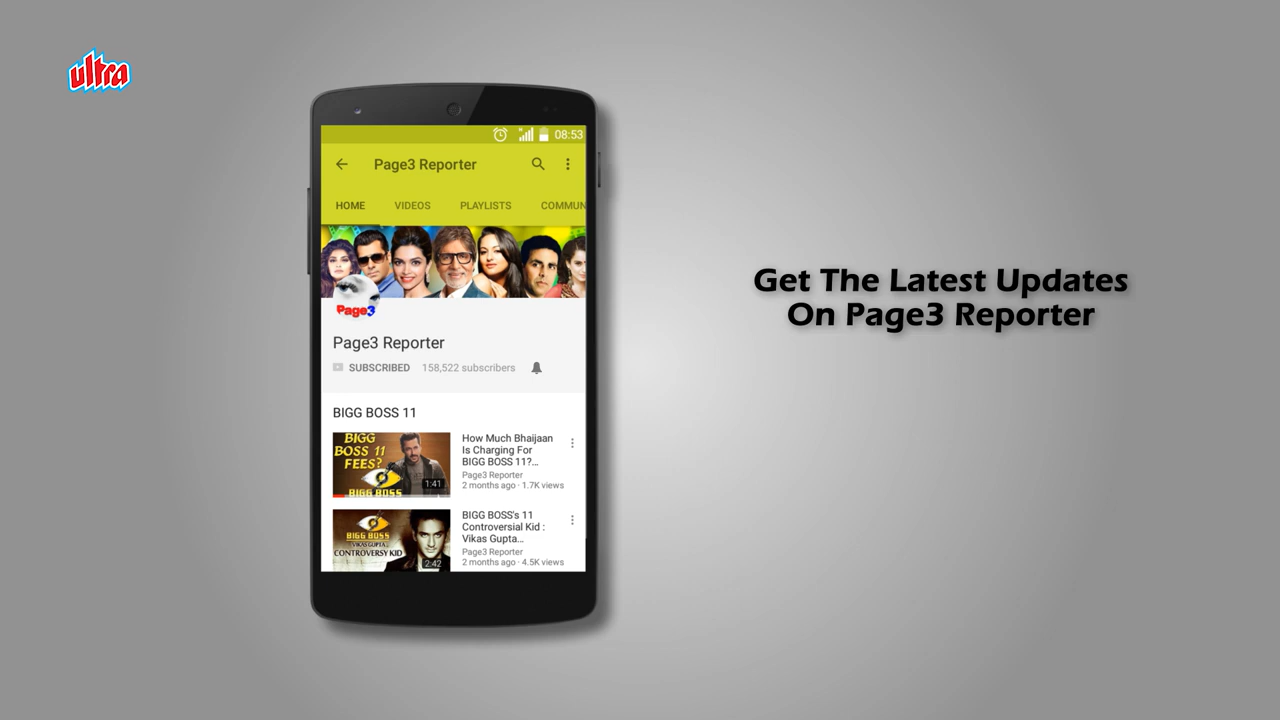 ultra
08:53
Page3 Reporter
HOME VIDEOS PLAYLISTS COMMUN
Page3
Page3 Reporter
SUBSCRIBED 158,522 subscribers
BIGG BOSS 11
BIGG
BOSS 11
FEES?
BIGG BOSS
1:41
How Much Bhaijaan
Is Charging For
BIGG BOSS 11?...
Page3 Reporter
2 months ago · 1.7K views
BIGG BOSS
VIKAS GUPTA
CONTROVERSY KID
2:42
BIGG BOSS's 11
Controversial Kid :
Vikas Gupta...
Page3 Reporter
2 months ago · 4.5K views
Get The Latest Updates
On Page3 Reporter